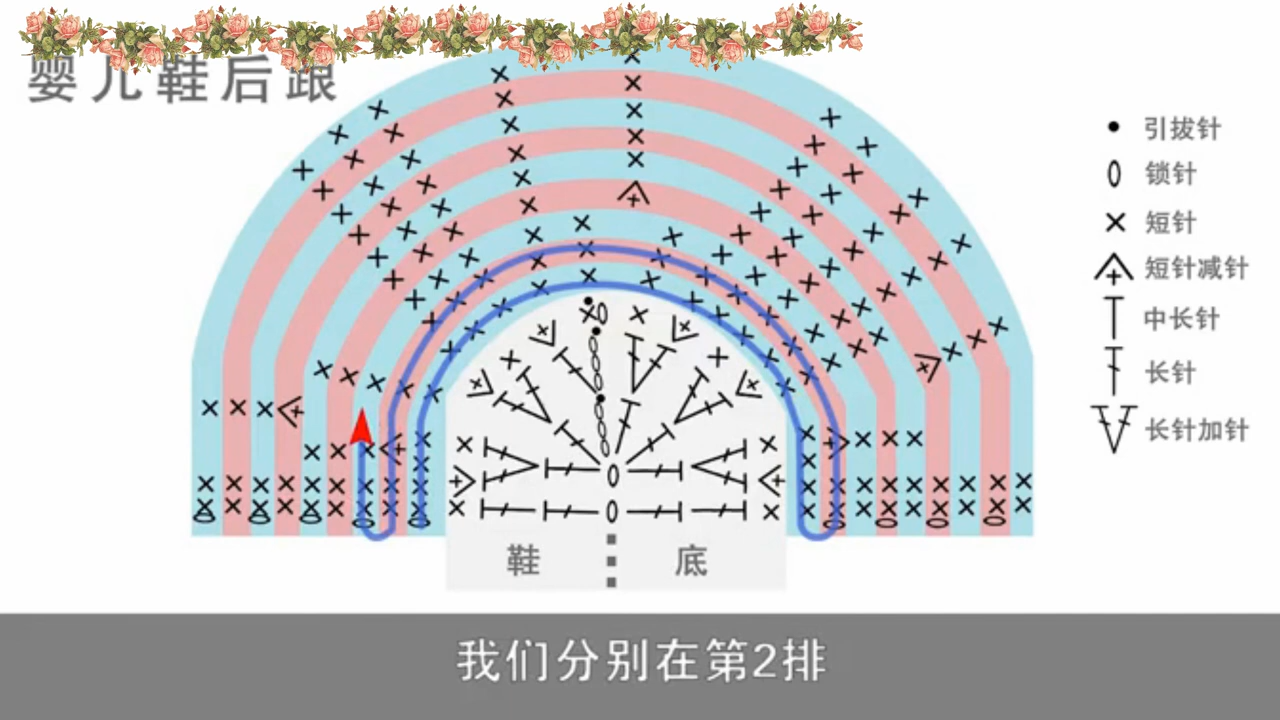 婴儿鞋后跟
引拔针
锁针
短针
短针减针
中长针
长针
长针加针
鞋 底
我们分别在第2排